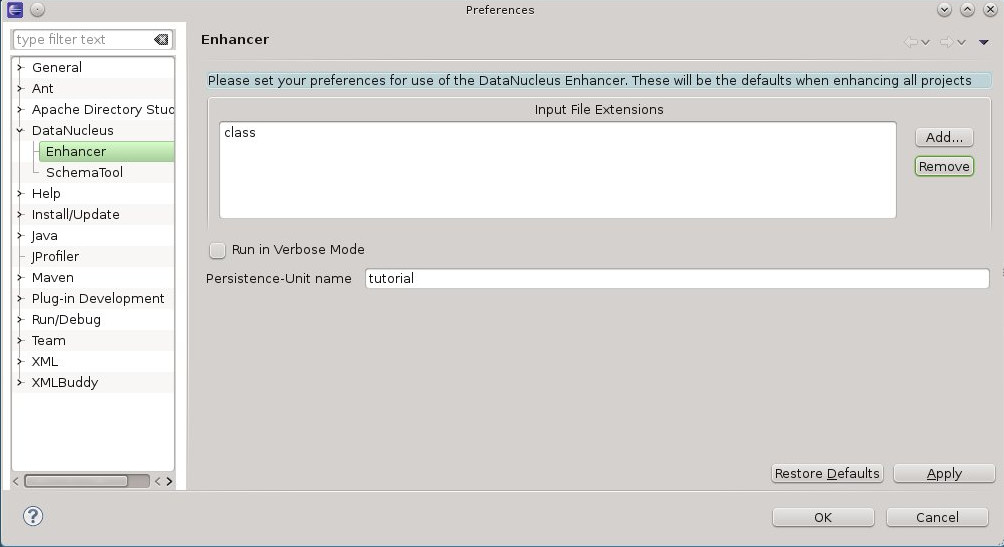 Preferences
type filter text
General
Ant
Apache Directory Stud
DataNucleus
Enhancer
SchemaTool
Help
Install/Update
Java
JProfiler
Maven
Plug-in Development
Run/Debug
Team
XML
XMLBuddy
Enhancer
Please set your preferences for use of the DataNucleus Enhancer. These will be the defaults when enhancing all projects
Input File Extensions
class
Add...
Remove
Run in Verbose Mode
Persistence-Unit name tutorial
Restore Defaults Apply
? OK Cancel